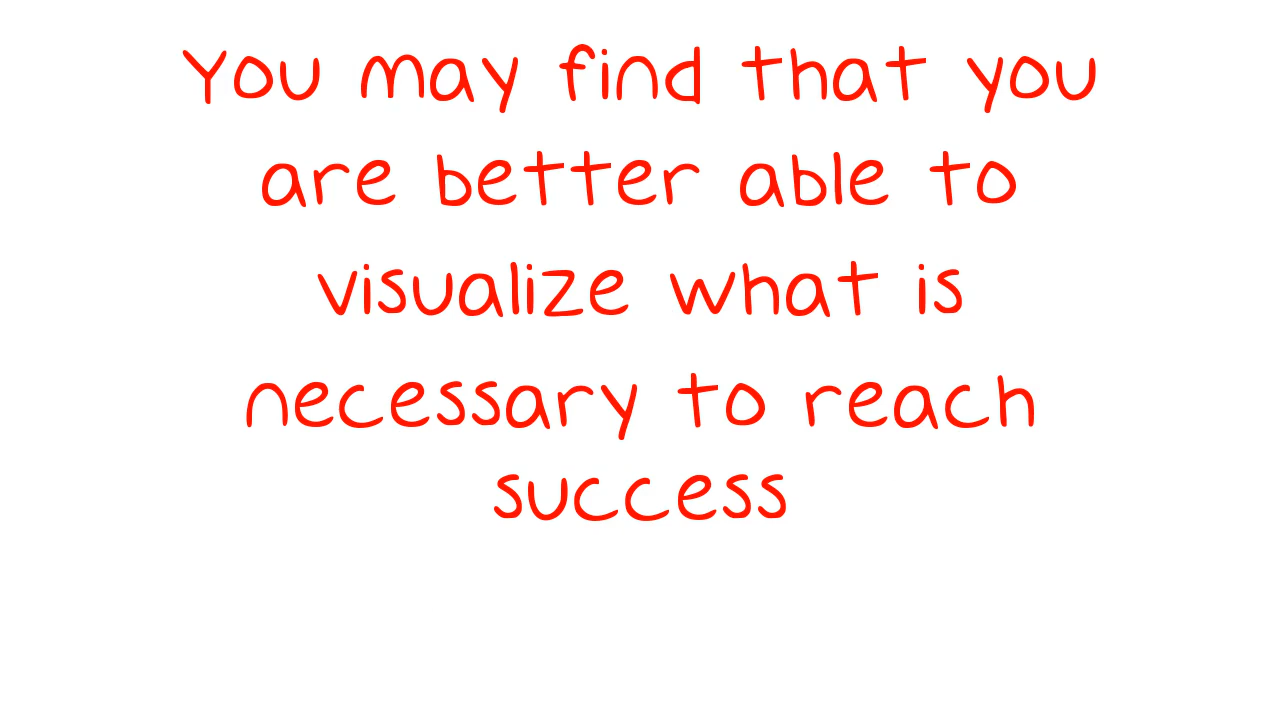 You may find that you
are better able to
visualize what is
necessary to reach
success